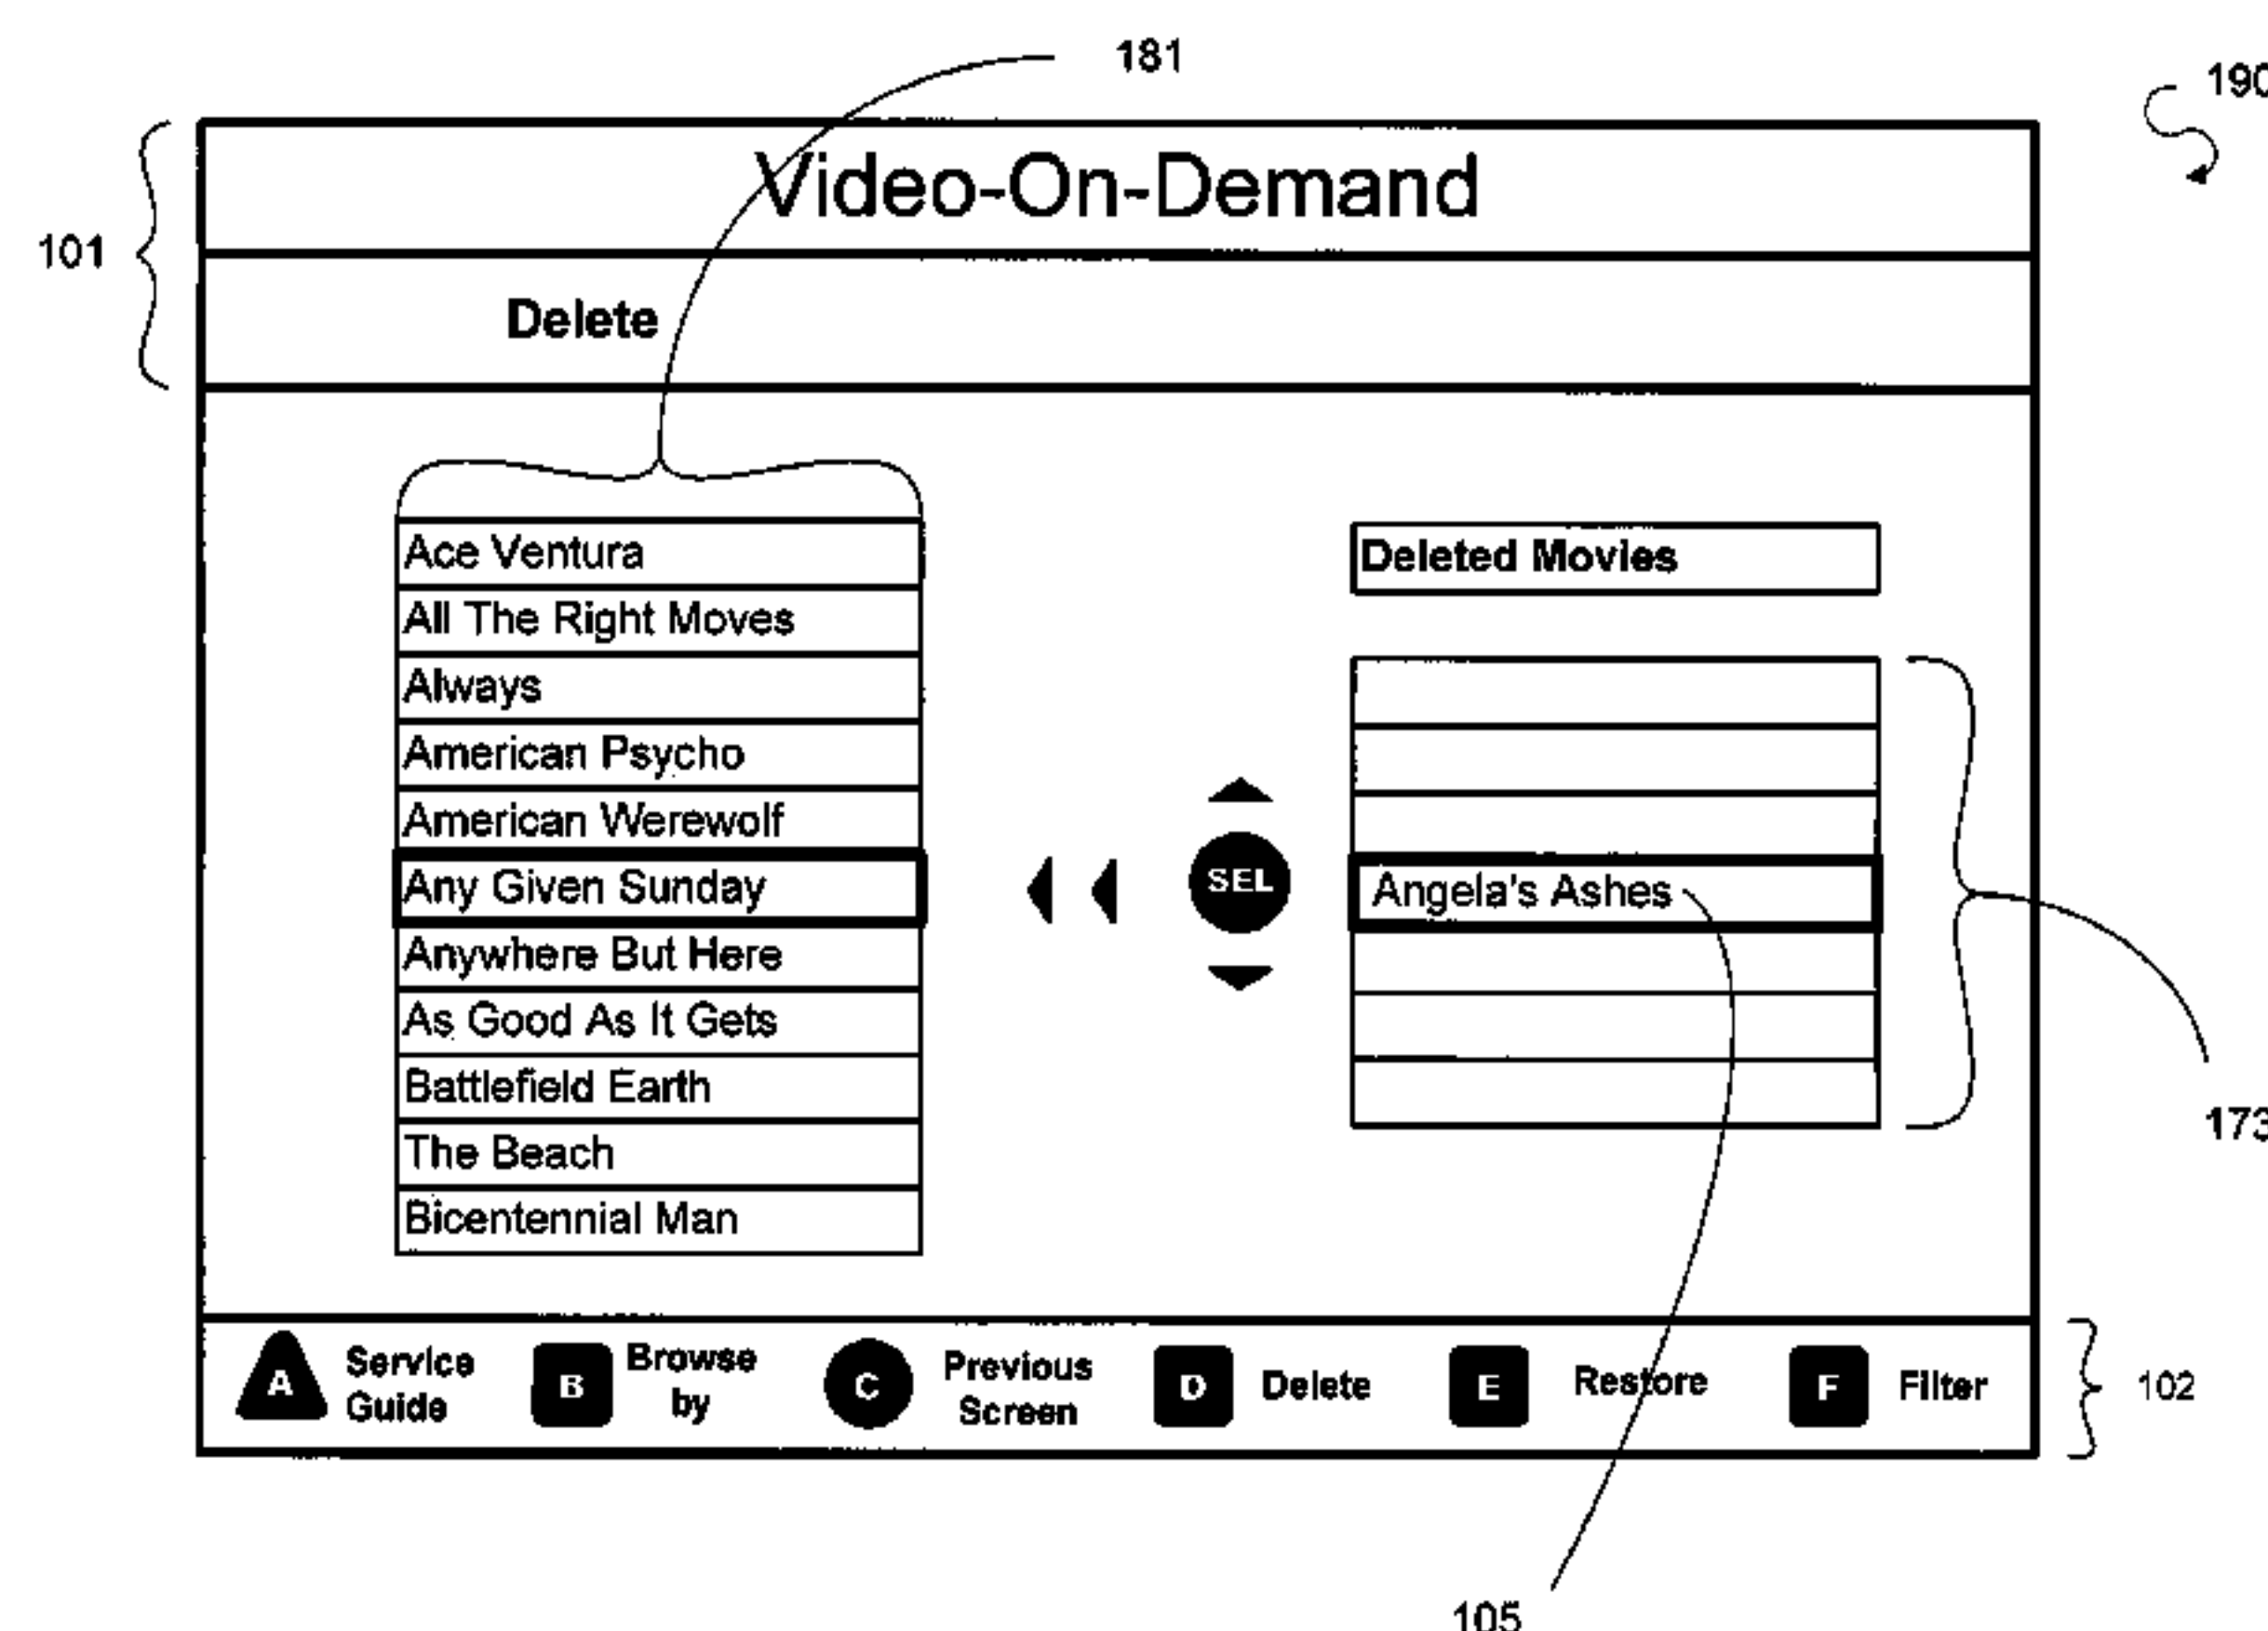 181
190
Video-On-Demand
101
Delete
Ace Ventura
All The Right Moves
Always
American Psycho
American Werewolf
Any Given Sunday
Anywhere But Here
As Good As It Gets
Battlefield Earth
The Beach
Bicentennial Man
SEL
Deleted Movies
Angela's Ashes
173
A Service Guide
B Browse by
C Previous Screen
D Delete
E Restore
F Filter
102
105